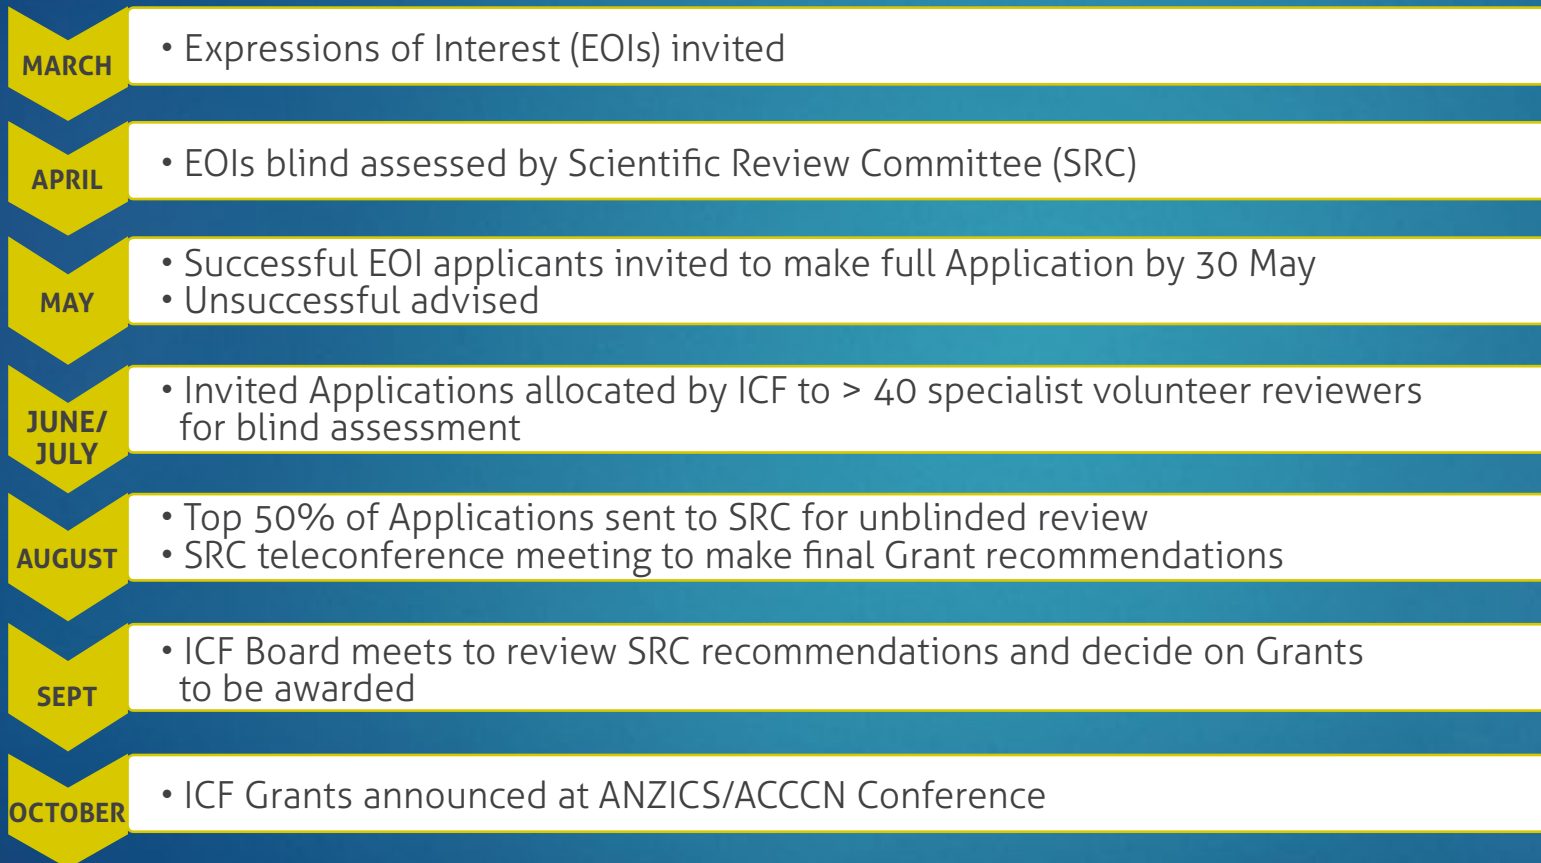 MARCH
• Expressions of Interest (EOIs) invited
APRIL
• EOIs blind assessed by Scientific Review Committee (SRC)
MAY
• Successful EOI applicants invited to make full Application by 30 May
• Unsuccessful advised
JUNE/
JULY
• Invited Applications allocated by ICF to > 40 specialist volunteer reviewers
for blind assessment
AUGUST
• Top 50% of Applications sent to SRC for unblinded review
• SRC teleconference meeting to make final Grant recommendations
SEPT
• ICF Board meets to review SRC recommendations and decide on Grants
to be awarded
OCTOBER
• ICF Grants announced at ANZICS/ACCCN Conference